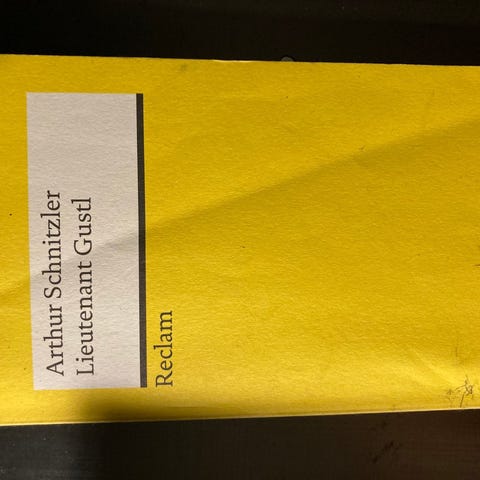 Arthur Schnitzler
Lieutenant Gustl
Reclam